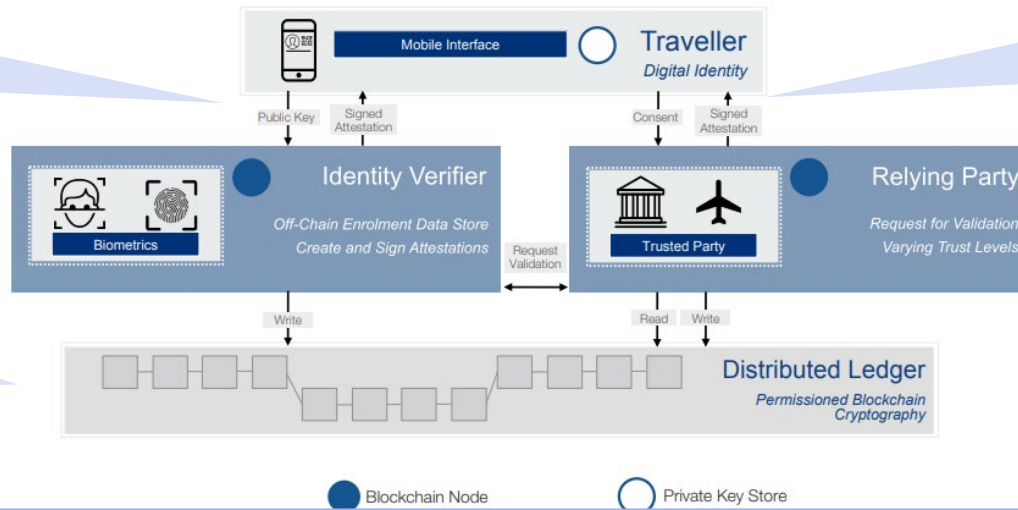 Mobile Interface
Traveller
Digital Identity
Public Key
Signed
Attestation
Consent
Signed
Attestation
Identity Verifier
Off-Chain Enrolment Data Store
Create and Sign Attestations
Biometrics
Request
Validation
Relying Party
Request for Validation
Varying Trust Levels
Trusted Party
Write
Read
Write
Distributed Ledger
Permissioned Blockchain
Cryptography
Blockchain Node
Private Key Store